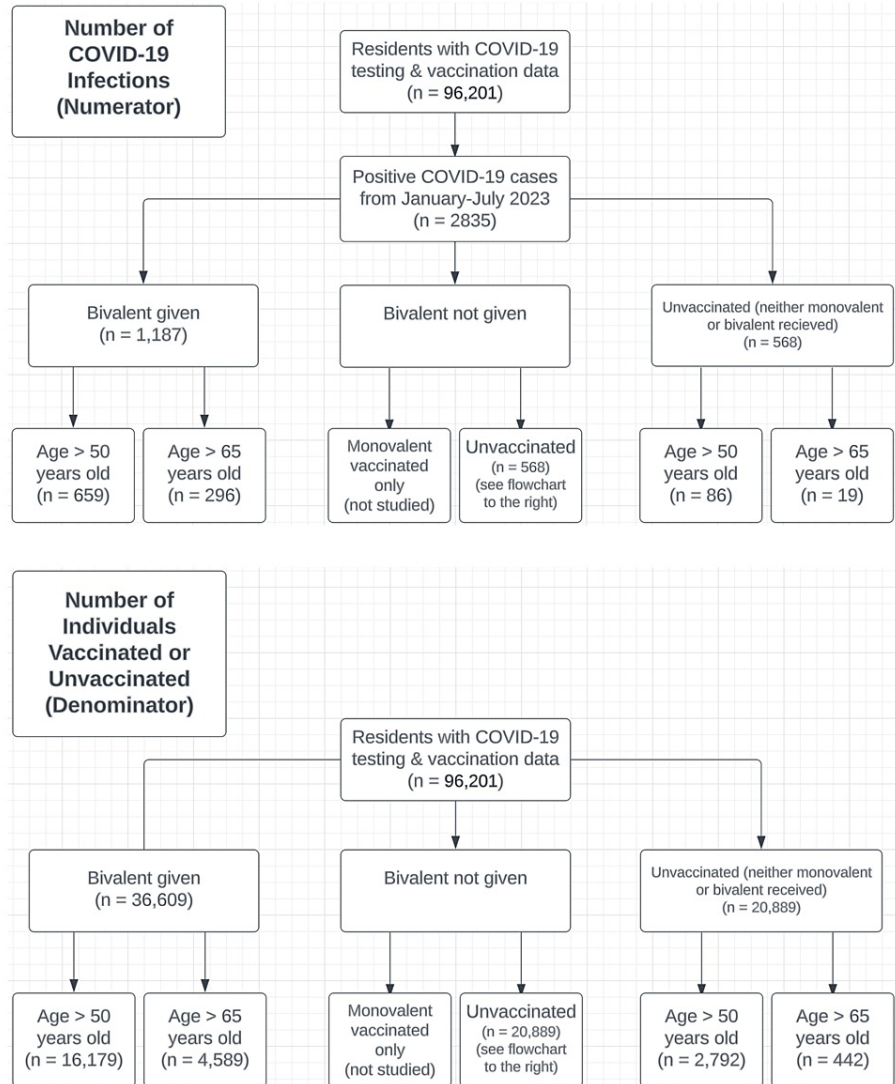 Number of
COVID-19
Infections
(Numerator)
Residents with COVID-19
testing & vaccination data
(n = 96,201)
Positive COVID-19 cases
from January-July 2023
(n = 2835)
Bivalent given
(n = 1,187)
Bivalent not given
Unvaccinated (neither monovalent
or bivalent recieved)
(n = 568)
Age > 50
years old
(n = 659)
Age > 65
years old
(n = 296)
Monovalent
vaccinated
only
(not studied)
Unvaccinated
(n = 568)
(see flowchart
to the right)
Age > 50
years old
(n = 86)
Age > 65
years old
(n = 19)
Number of
Individuals
Vaccinated or
Unvaccinated
(Denominator)
Residents with COVID-19
testing & vaccination data
(n = 96,201)
Bivalent given
(n = 36,609)
Bivalent not given
Unvaccinated (neither monovalent
or bivalent received)
(n = 20,889)
Age > 50
years old
(n = 16,179)
Age > 65
years old
(n = 4,589)
Monovalent
vaccinated
only
(not studied)
Unvaccinated
(n = 20,889)
(see flowchart
to the right)
Age > 50
years old
(n = 2,792)
Age > 65
years old
(n = 442)